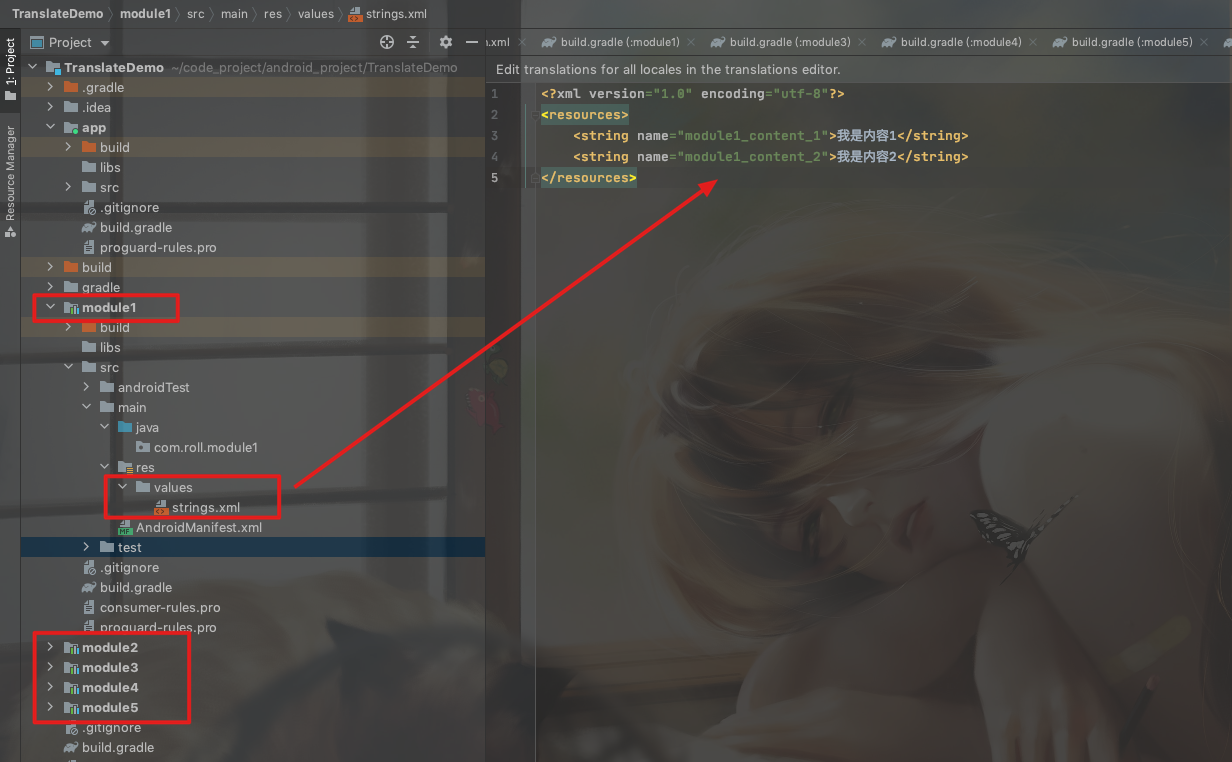 TranslateDemo module1 src main res values strings.xml
1: Project
Resource Manager
Project
TranslateDemo ~/code_project/android_project/TranslateDemo
.gradle
.idea
app
build
libs
src
.gitignore
build.gradle
proguard-rules.pro
build
gradle
module1
build
libs
src
androidTest
main
java
com.roll.module1
res
values
strings.xml
AndroidManifest.xml
test
.gitignore
build.gradle
consumer-rules.pro
proguard-rules.pro
module2
module3
module4
module5
.gitignore
build.gradle
.xml build.gradle (:module1) build.gradle (:module3) build.gradle (:module4) build.gradle (:module5)
Edit translations for all locales in the translations editor.
1 <?xml version="1.0" encoding="utf-8"?>
2 <resources>
3 <string name="module1_content_1">我是内容1</string>
4 <string name="module1_content_2">我是内容2</string>
5 </resources>